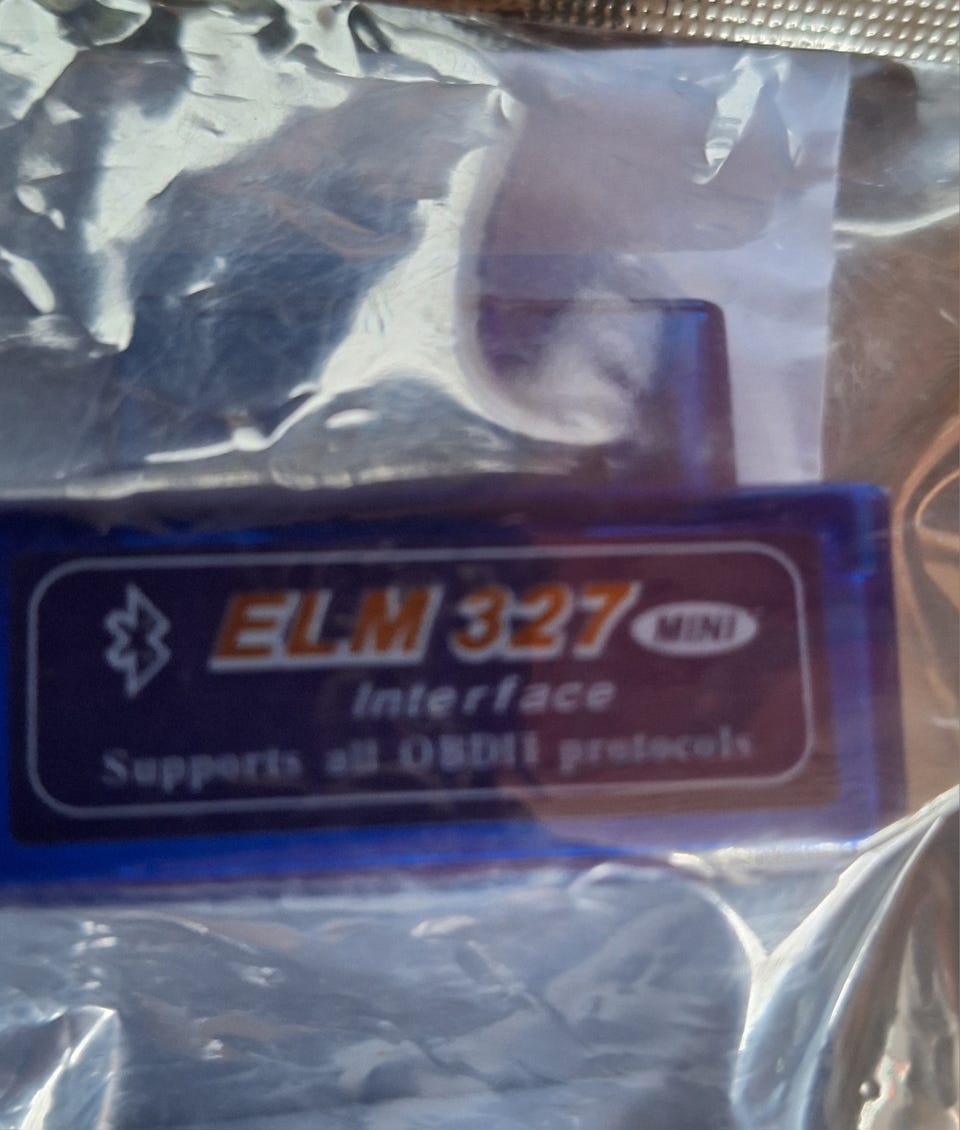 ELM 327 MINI
Interface
Supports all OBDII protocols